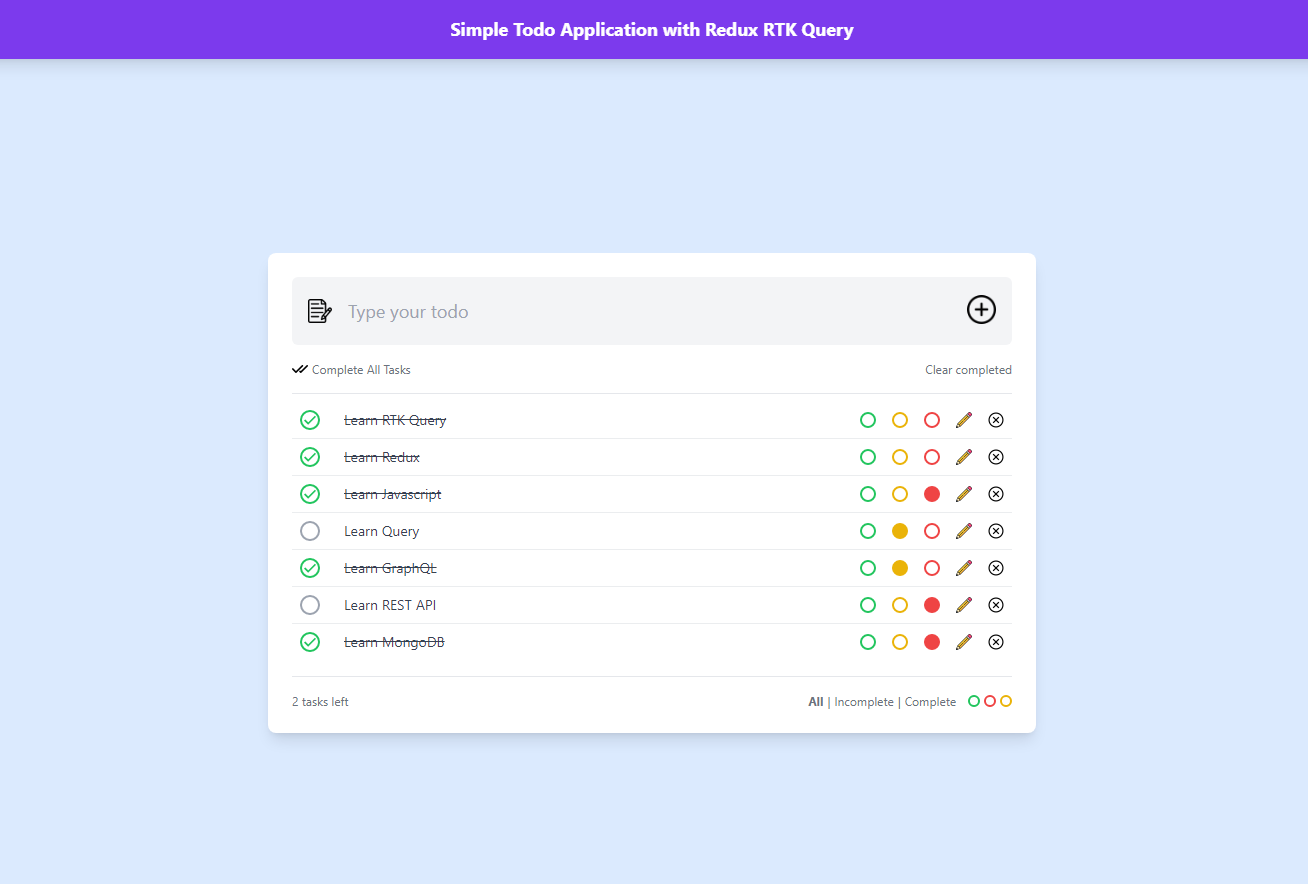 Simple Todo Application with Redux RTK Query
Type your todo
Complete All Tasks Clear completed
Learn RTK Query
Learn Redux
Learn Javascript
Learn Query
Learn GraphQL
Learn REST API
Learn MongoDB
2 tasks left All | Incomplete | Complete